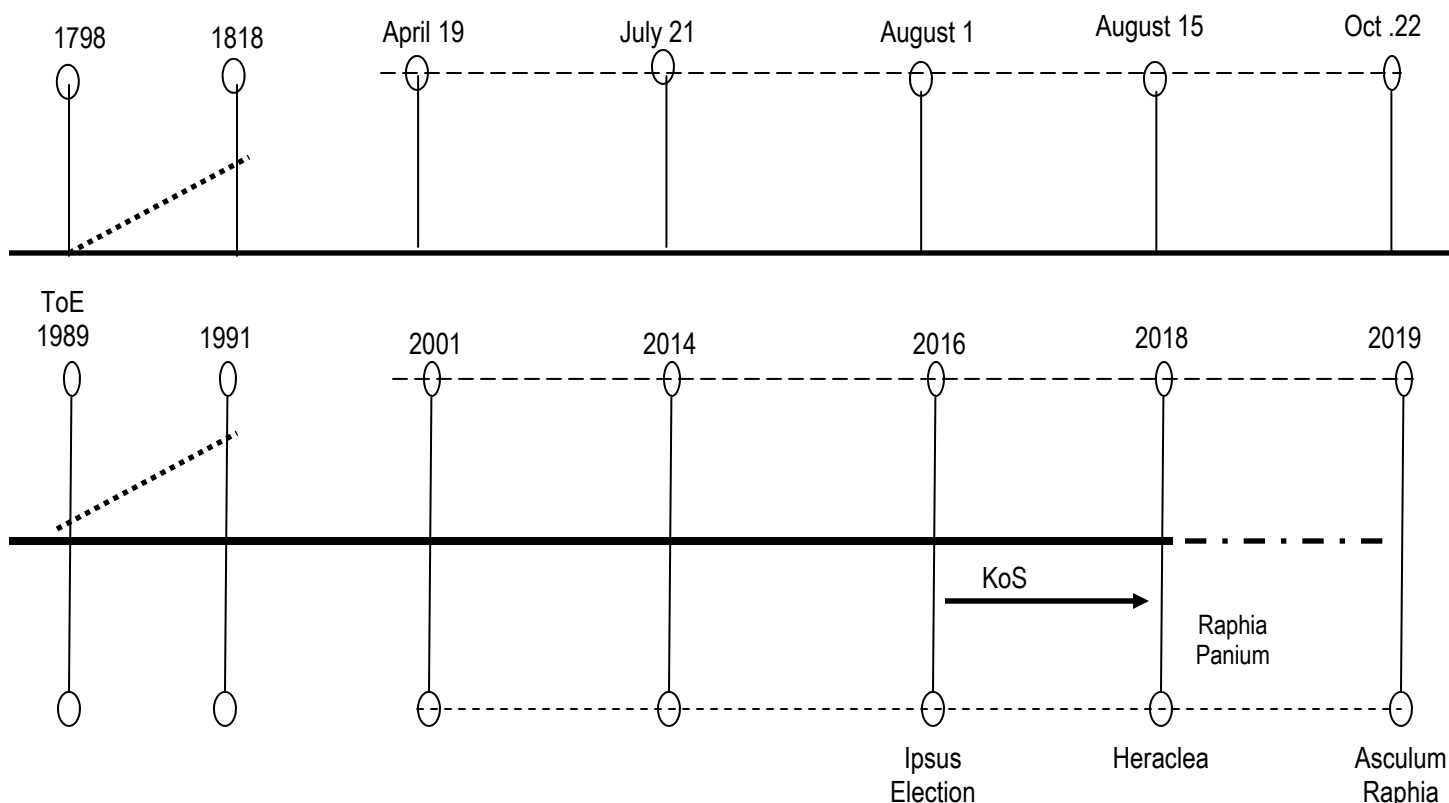 1798
1818
April 19
July 21
August 1
August 15
Oct .22
ToE
1989
1991
2001
2014
2016
2018
2019
KoS
Raphia
Panium
Ipsus
Election
Heraclea
Asculum
Raphia